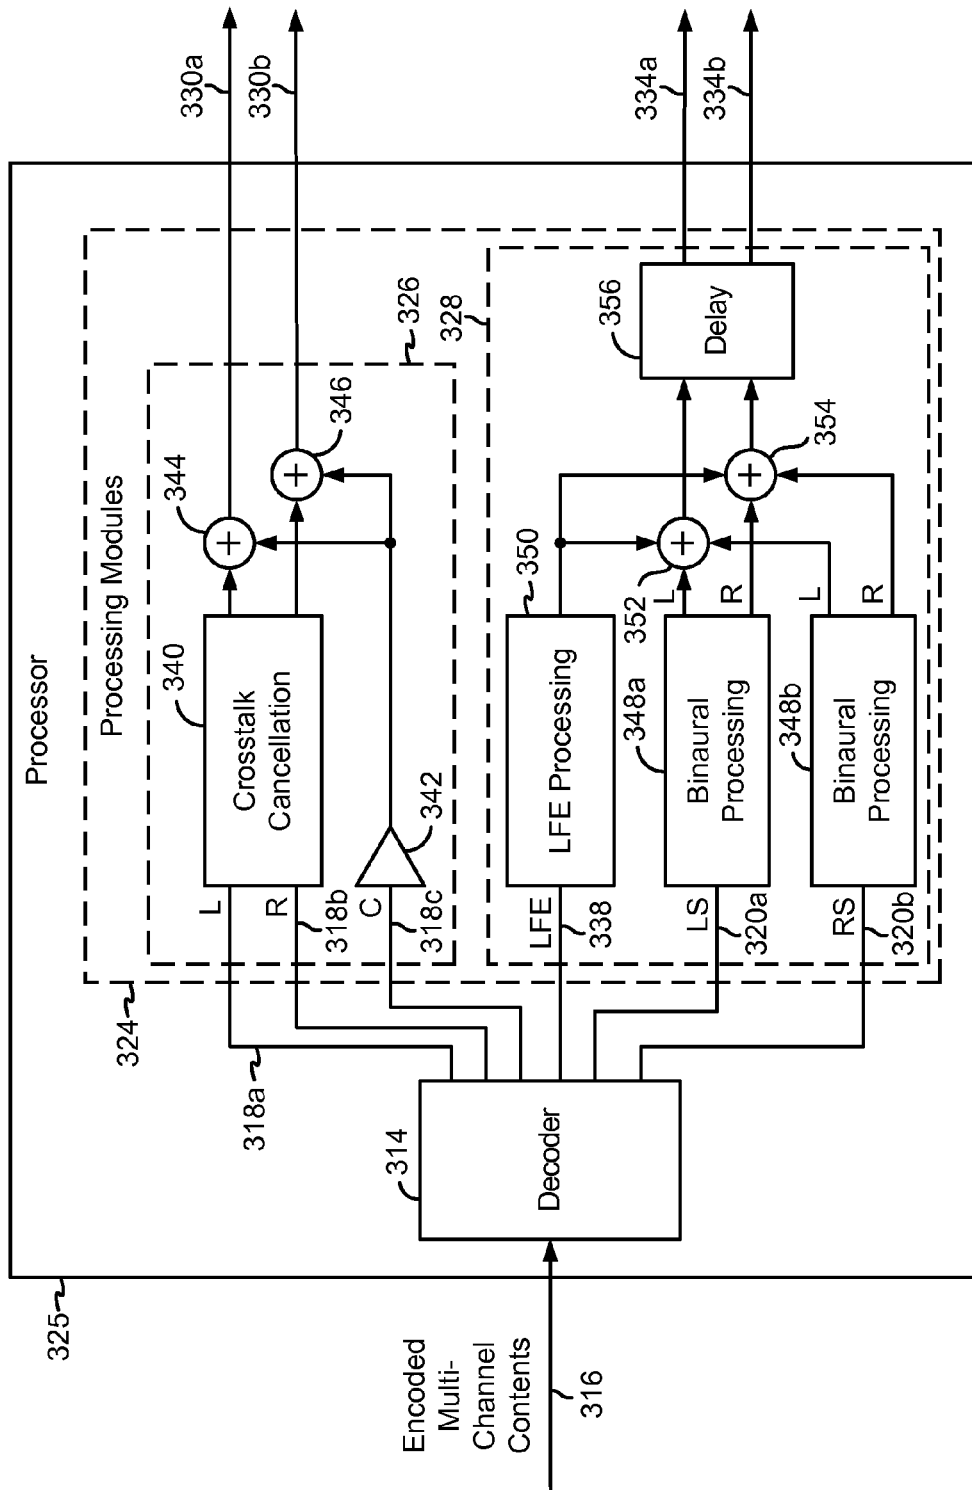 Processor
325
Processing Modules
324
326
340
Crosstalk
Cancellation
344
346
330a
330b
L
318a
R
318b
C
318c
342
Encoded
Multi-
Channel
Contents
316
314
Decoder
328
LFE
338
LFE Processing
350
LS
320a
348a
Binaural
Processing
L
R
352
RS
320b
348b
Binaural
Processing
L
R
354
356
Delay
334a
334b